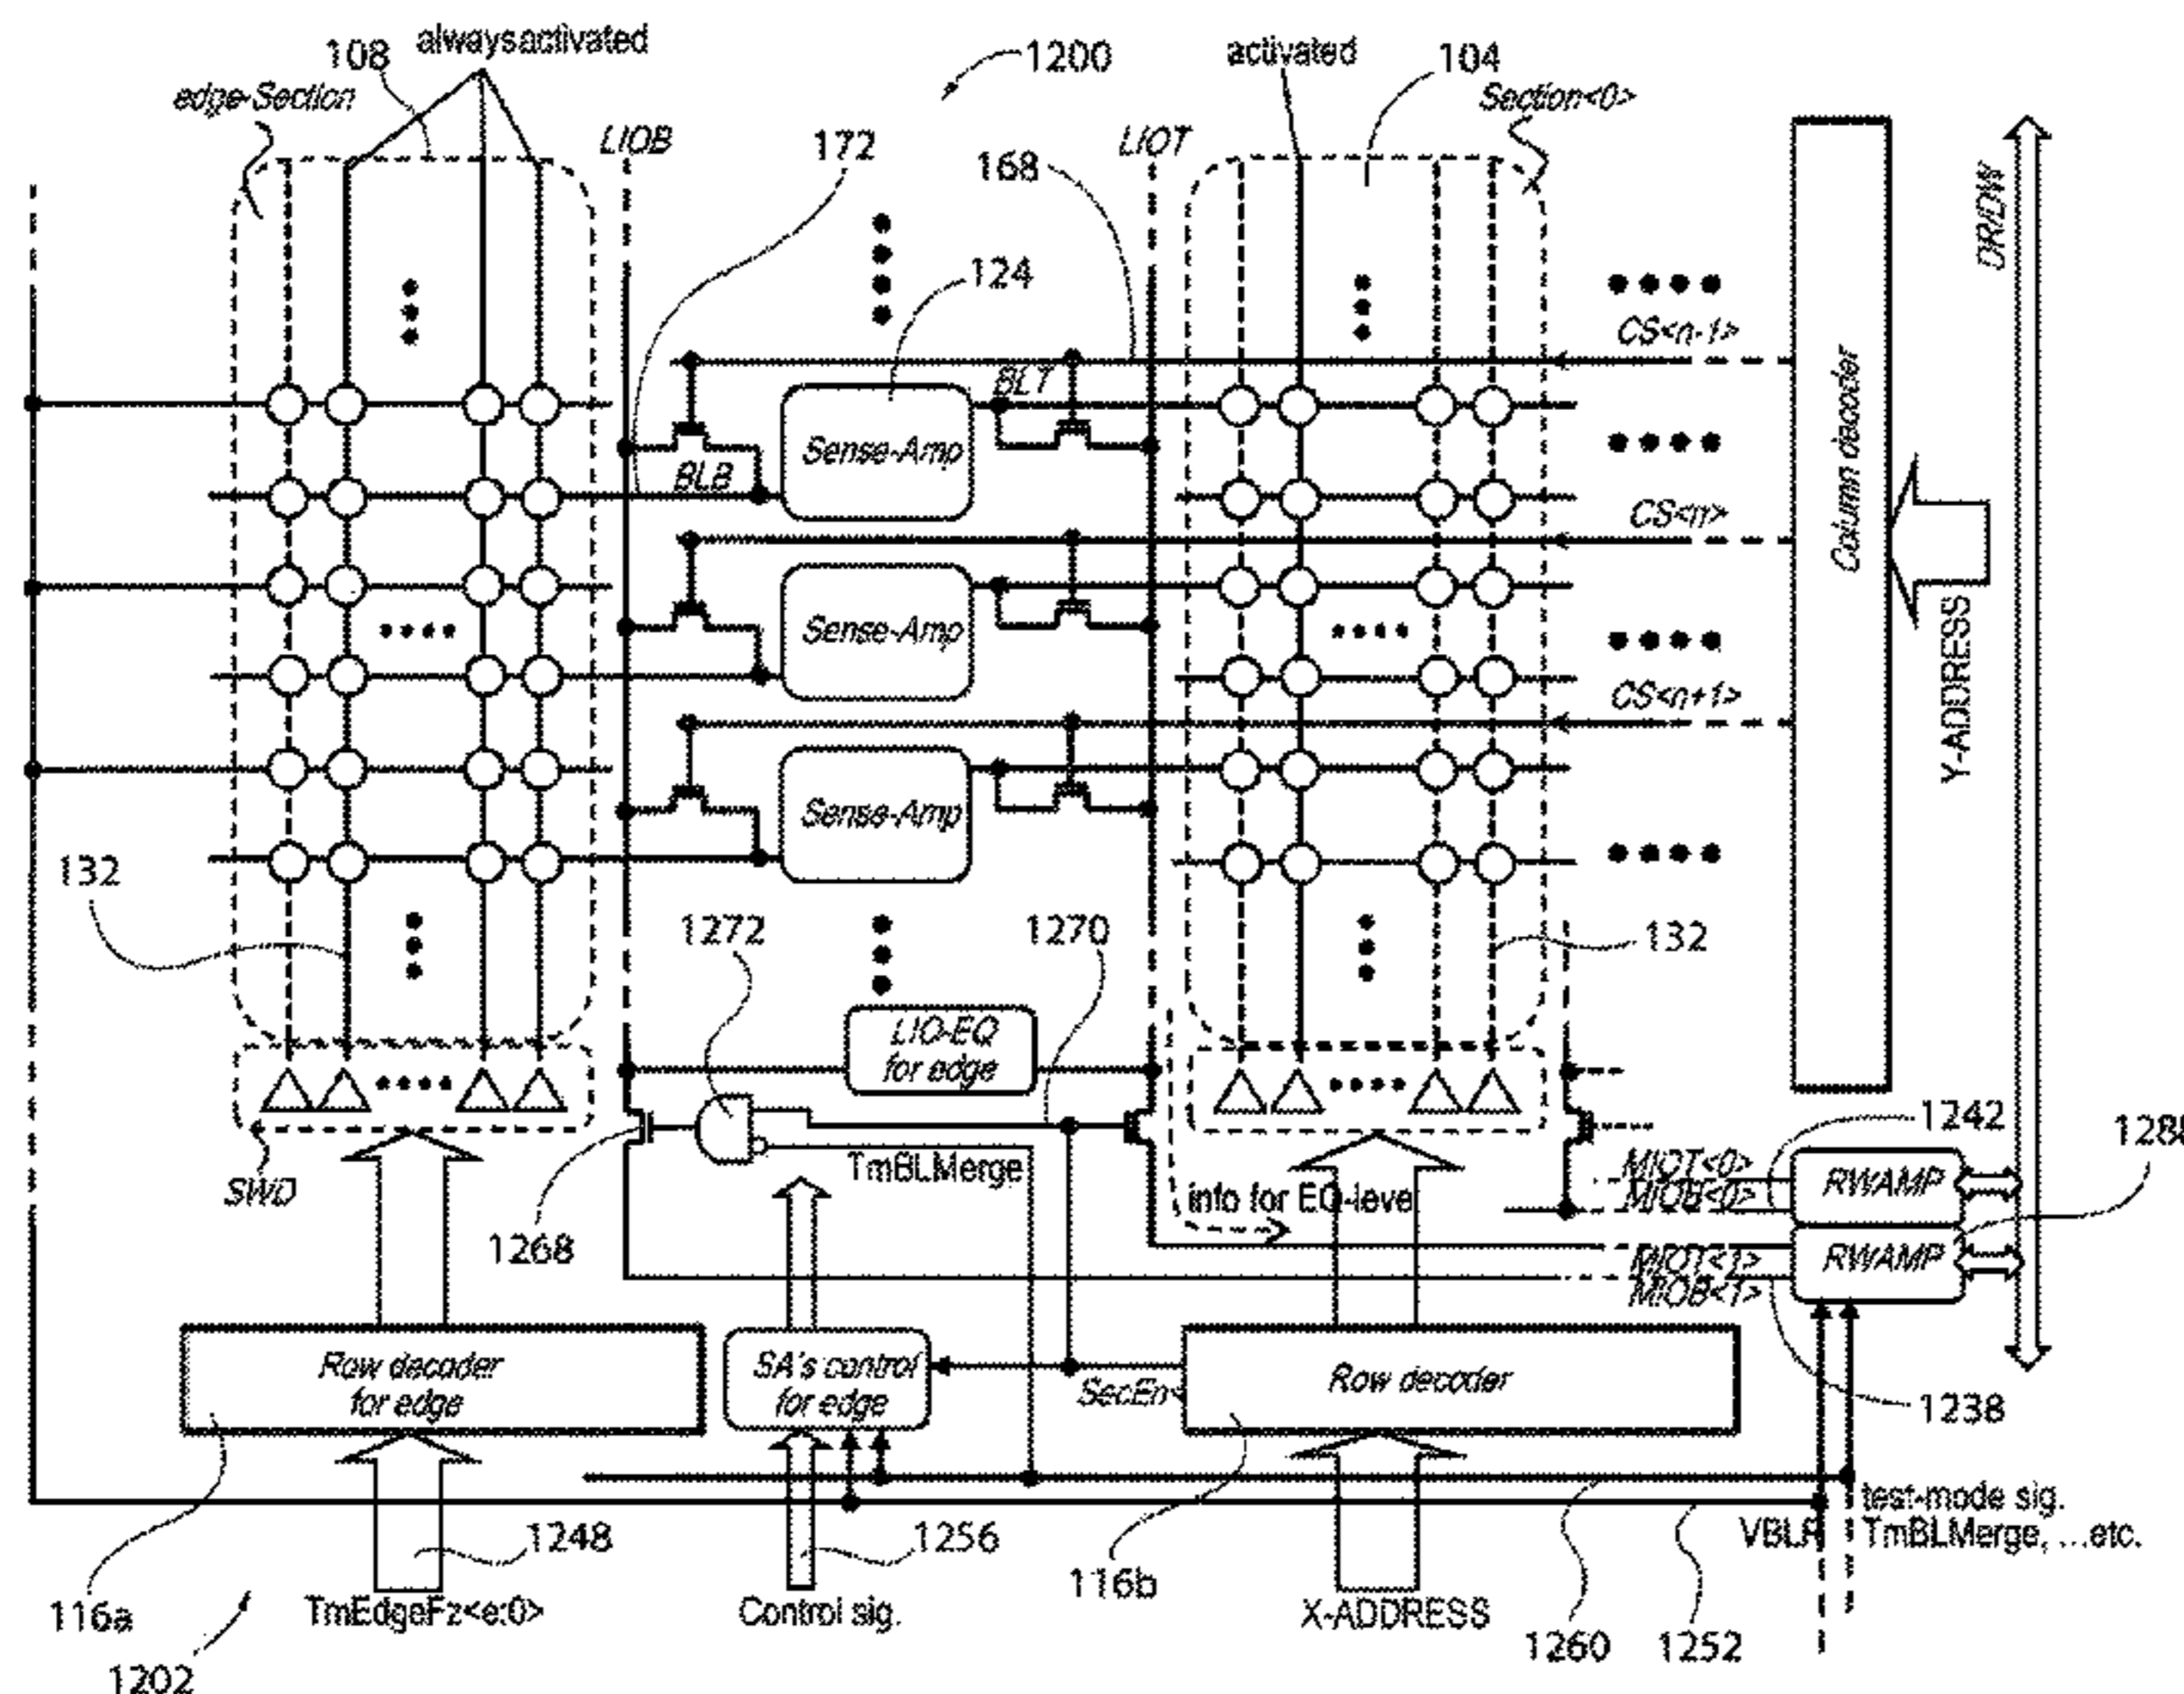 108
alwaysactivated
1200
activated
104
edge-Section
Section<0>
LIOB
172
LIOT
168
DR/DW
124
CS<n-1>
BLT
Sense-Amp
BLB
Column decoder
CS<n>
Sense-Amp
Y-ADDRESS
CS<n+1>
Sense-Amp
132
1272
1270
132
LIO-EQ
for edge
1242
TmBLMerge
MIOT<0>
MIOB<0>
RWAMP
SWD
info for EQ-level
1268
MIOT<1>
MIOB<1>
RWAMP
Row decoder
for edge
SA's control
for edge
SecEn
Row decoder
1238
test-mode sig.
TmBLMerge, ...etc.
VBLR
1248
1256
116b
116a
TmEdgeFz<e:0>
Control sig.
X-ADDRESS
1260
1252
1202